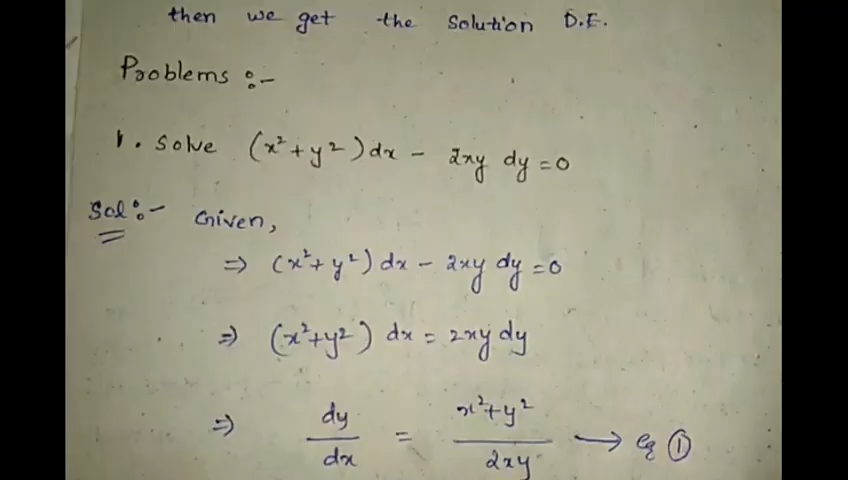 then we get the solution D.E.
Problems :-
1. solve (x² + y²)dx - 2xy dy = 0
Sol :- Given,
⇒ (x² + y²) dx - 2xy dy = 0
⇒ (x² + y²) dx = 2xy dy
⇒ dy/dx = x² + y² / 2xy → eq ①